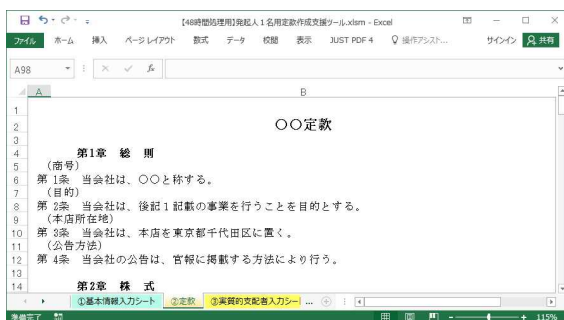 【48時間処理用】発起人1名用定款作成支援ツール.xlsm - Excel
ファイル ホーム 挿入 ページ レイアウト 数式 データ 校閲 表示 JUST PDF 4 操作アシスト... サインイン 共有
A98 fx
A B
1
2 〇〇定款
3
4 第1章 総 則
5 (商号)
6 第 1条 当会社は、〇〇と称する。
7 (目的)
8 第 2条 当会社は、後記1記載の事業を行うことを目的とする。
9 (本店所在地)
10 第 3条 当会社は、本店を東京都千代田区に置く。
11 (公告方法)
12 第 4条 当会社の公告は、官報に掲載する方法により行う。
13
14 第2章 株 式
①基本情報入力シート ②定款 ③実質的支配者入力シー ...
準備完了 115%